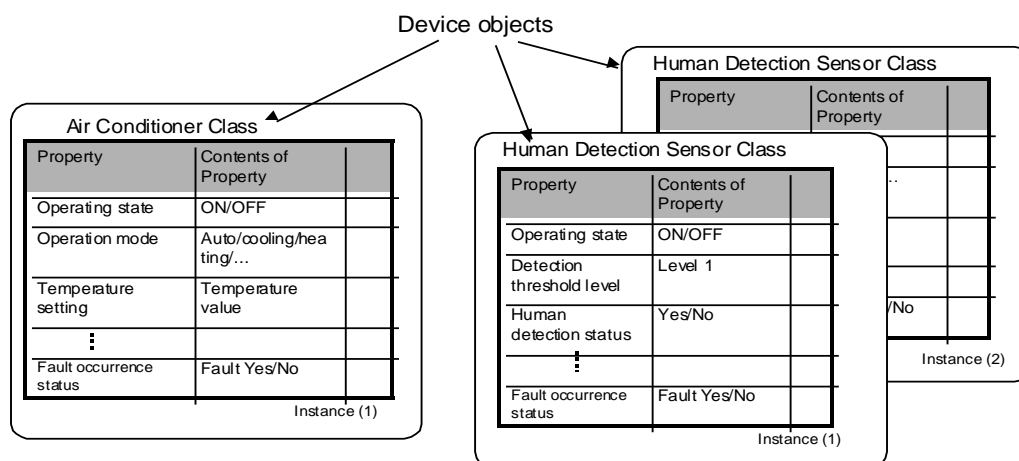 Device objects
Air Conditioner Class
Property Contents of
Property
Operating state ON/OFF
Operation mode Auto/cooling/hea
ting/…
Temperature Temperature
setting value
Fault occurrence Fault Yes/No
status
Instance (1)
Human Detection Sensor Class
Property Contents of
Property
Operating state ON/OFF
Detection Level 1
threshold level
Human Yes/No
detection status
Fault occurrence Fault Yes/No
status
Instance (1)
Human Detection Sensor Class
Property Contents of
Property
..
/No
Instance (2)